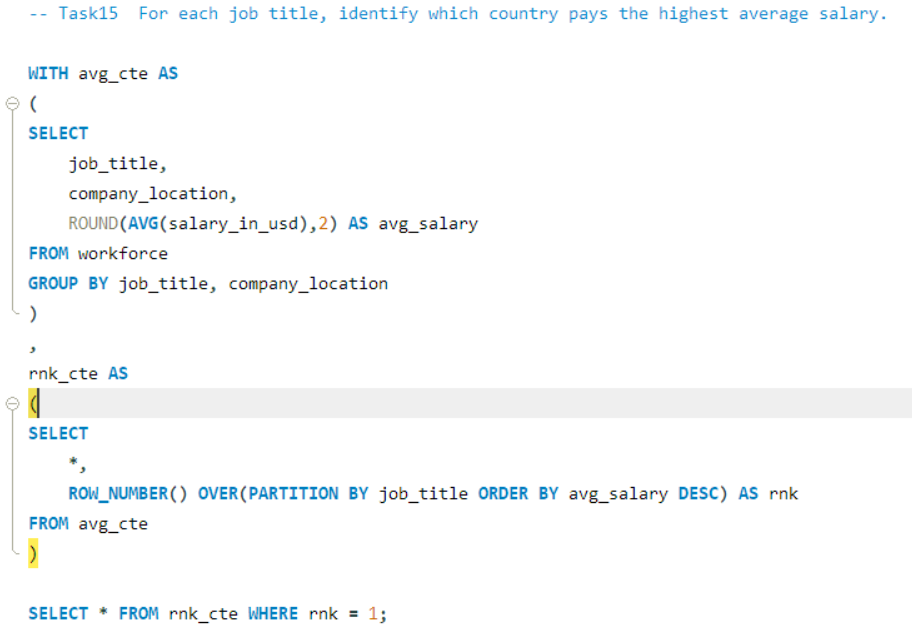 -- Task15  For each job title, identify which country pays the highest average salary.
WITH avg_cte AS
(
SELECT
    job_title,
    company_location,
    ROUND(AVG(salary_in_usd),2) AS avg_salary
FROM workforce
GROUP BY job_title, company_location
)
,
rnk_cte AS
(
SELECT
    *,
    ROW_NUMBER() OVER(PARTITION BY job_title ORDER BY avg_salary DESC) AS rnk
FROM avg_cte
)
SELECT * FROM rnk_cte WHERE rnk = 1;